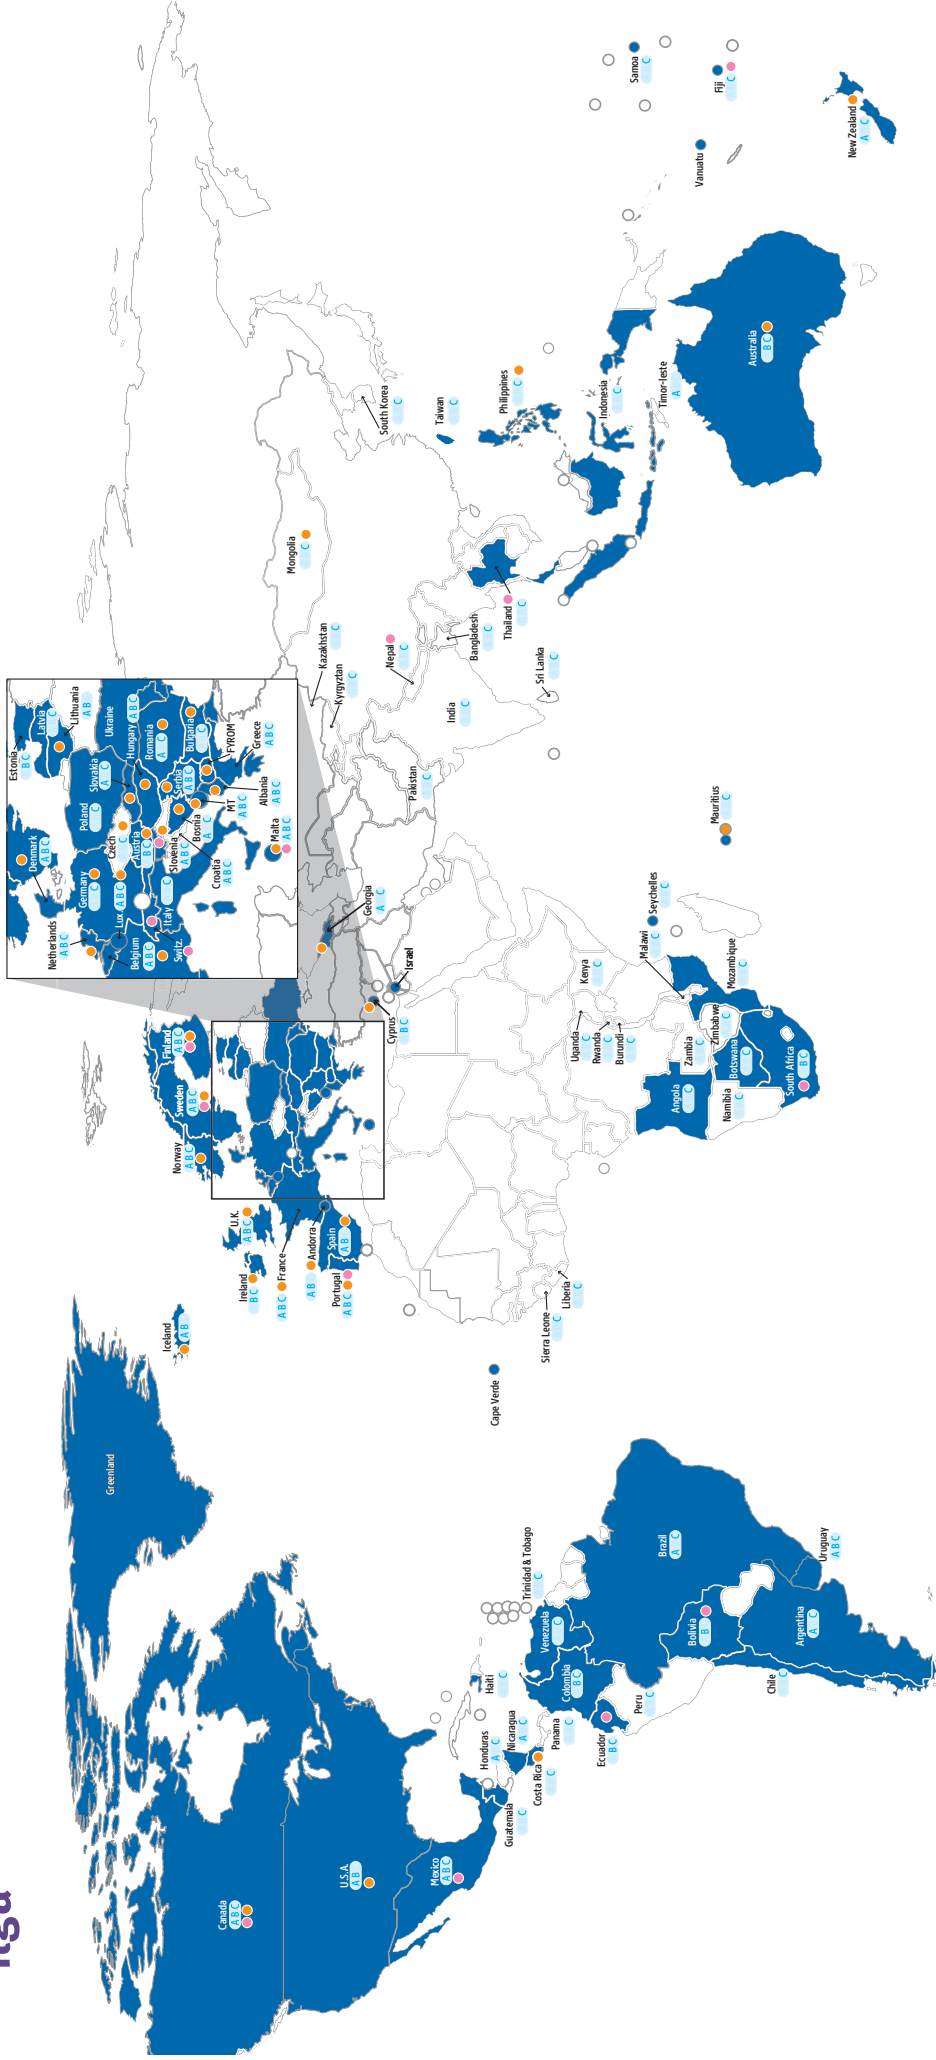 Canada
A B C
U.S.A.
A B
Mexico
A B C
Guatemala
C
Honduras
A C
Nicaragua
A C
Costa Rica
C
Panama
C
Haiti
C
Trinidad & Tobago
C
Venezuela
C
Colombia
B C
Ecuador
B C
Peru
C
Bolivia
B
Brazil
A C
Chile
C
Argentina
A C
Uruguay
A B C
Greenland
Iceland
A B
Cape Verde
Ireland
B C
U.K.
A B C
France
A B C
Andorra
A B
Portugal
A B C
Spain
A B
Norway
A B C
Sweden
A B C
Finland
A B C
Sierra Leone
C
Liberia
C
Netherlands
A B C
Denmark
A B C
Estonia
B C
Latvia
C
Lithuania
A B
Belgium
A B C
Lux.
A B C
Germany
C
Poland
C
Czech
C
Slovakia
A C
Ukraine
Hungary
A B C
Romania
A C
Bulgaria
C
Switz.
Italy
C
Austria
B C
Slovenia
A B C
Croatia
A B C
Bosnia
A C
Serbia
A B C
MT
A B C
FYROM
Albania
A B C
Greece
A B C
Malta
A B C
Cyprus
B C
Israel
Georgia
A C
Uganda
C
Rwanda
C
Burundi
C
Kenya
C
Malawi
C
Seychelles
C
Mauritius
C
Angola
C
Zambia
C
Zimbabwe
C
Mozambique
C
Namibia
C
Botswana
C
South Africa
B C
Kazakhstan
C
Kyrgyztan
C
Mongolia
C
Pakistan
C
Nepal
C
India
C
Bangladesh
C
Sri Lanka
C
Thailand
C
South Korea
C
Taiwan
C
Philippines
C
Indonesia
C
Timor-leste
A
Australia
B C
Vanuatu
Samoa
C
Fiji
C
New Zealand
A C